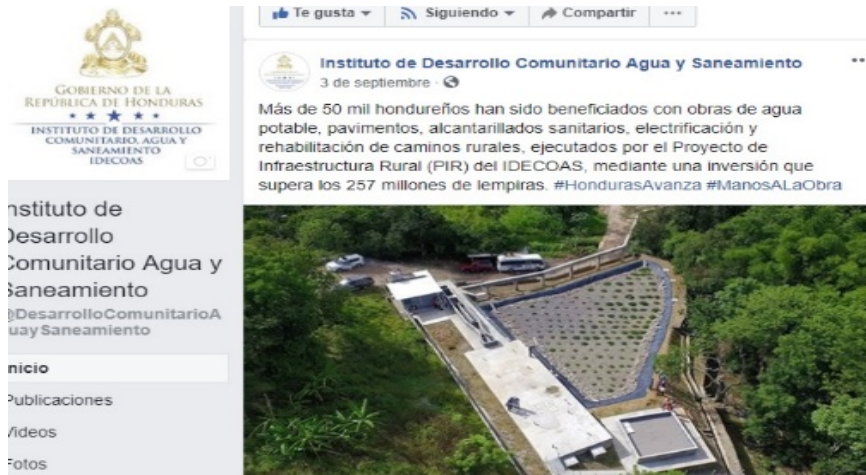 Te gusta
Siguiendo
Compartir
GOBIERNO DE LA
REPÚBLICA DE HONDURAS
INSTITUTO DE DESARROLLO
COMUNITARIO, AGUA Y
SANEAMIENTO
IDECOAS
nstituto de
Desarrollo
Comunitario Agua y
Saneamiento
@DesarrolloComunitarioA
uaySaneamiento
nicio
Publicaciones
Videos
Fotos
Instituto de Desarrollo Comunitario Agua y Saneamiento
3 de septiembre ·
Más de 50 mil hondureños han sido beneficiados con obras de agua
potable, pavimentos, alcantarillados sanitarios, electrificación y
rehabilitación de caminos rurales, ejecutados por el Proyecto de
Infraestructura Rural (PIR) del IDECOAS, mediante una inversión que
supera los 257 millones de lempiras. #HondurasAvanza #ManosALaObra